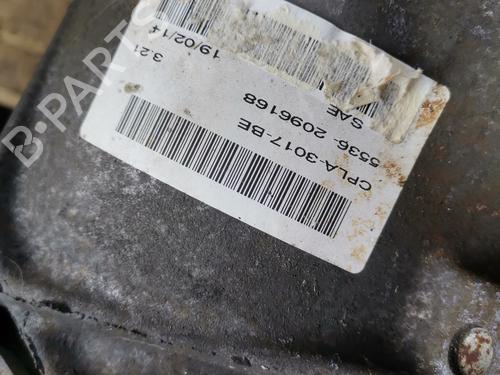 CPLA-3017-BE
5536- 2096168
SAE
19/02/14
3.21
B-PARTS